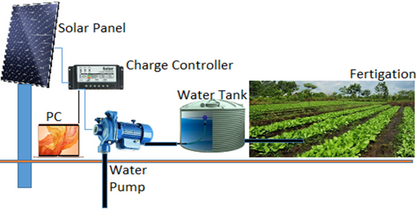 Solar Panel
Charge Controller
Fertigation
Water Tank
PC
Water
Pump